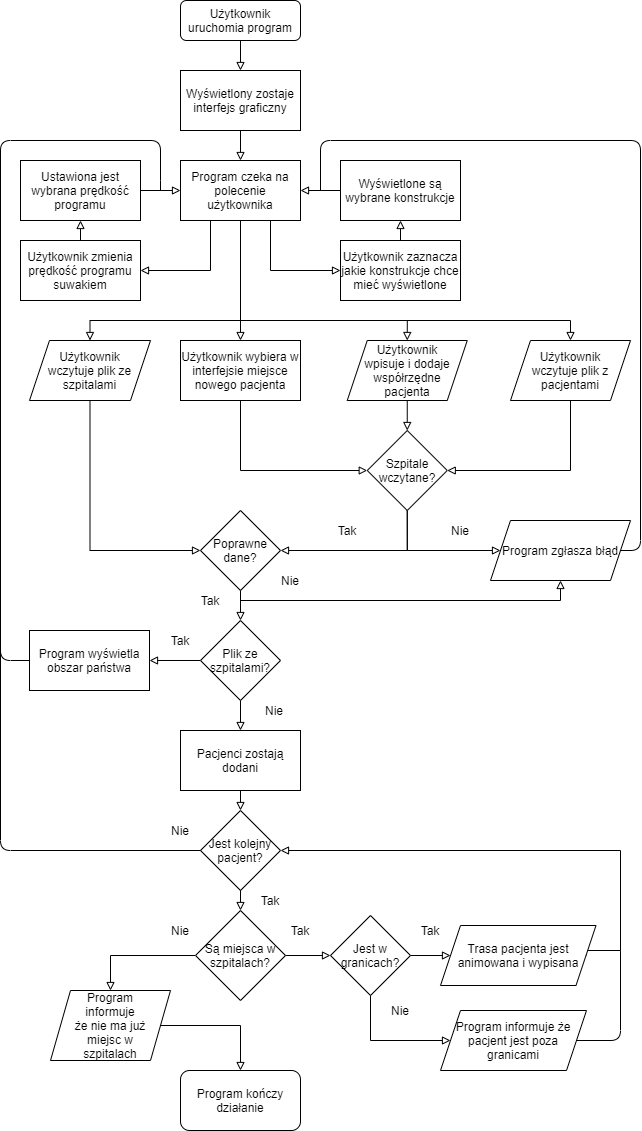 Użytkownik
uruchomia program
Wyświetlony zostaje
interfejs graficzny
Ustawiona jest
wybrana prędkość
programu
Program czeka na
polecenie
użytkownika
Wyświetlone są
wybrane konstrukcje
Użytkownik zmienia
prędkość programu
suwakiem
Użytkownik zaznacza
jakie konstrukcje chce
mieć wyświetlone
Użytkownik
wczytuje plik ze
szpitalami
Użytkownik wybiera w
interfejsie miejsce
nowego pacjenta
Użytkownik
wpisuje i dodaje
współrzędne
pacjenta
Użytkownik
wczytuje plik z
pacjentami
Szpitale
wczytane?
Tak
Nie
Poprawne
dane?
Program zgłasza błąd
Nie
Tak
Plik ze
szpitalami?
Tak
Program wyświetla
obszar państwa
Nie
Pacjenci zostają
dodani
Nie
Jest kolejny
pacjent?
Tak
Nie
Są miejsca w
szpitalach?
Tak
Jest w
granicach?
Tak
Trasa pacjenta jest
animowana i wypisana
Nie
Program
informuje
że nie ma już
miejsc w
szpitalach
Program informuje że
pacjent jest poza
granicami
Program kończy
działanie